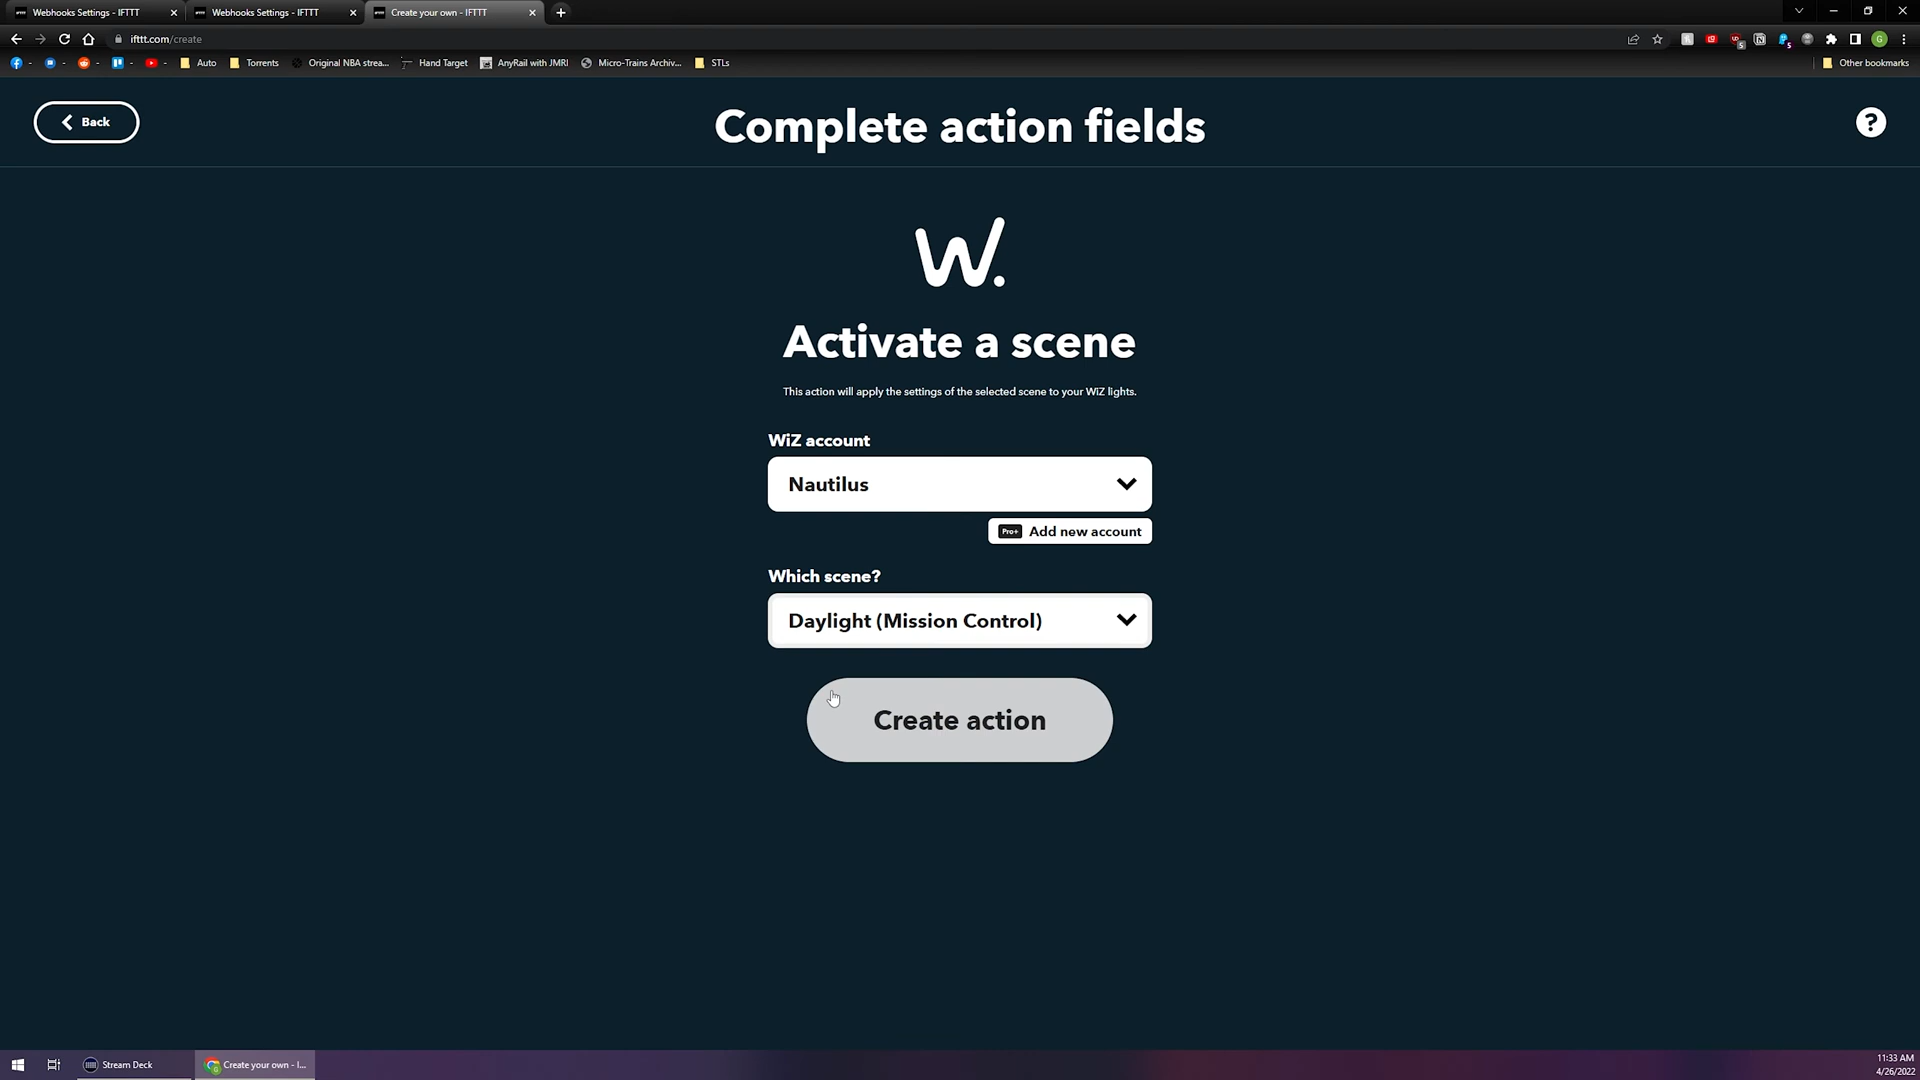 Webhooks Settings - IFTTT
Webhooks Settings - IFTTT
Create your own - IFTTT
ifttt.com/create
Auto
Torrents
Original NBA strea...
Hand Target
AnyRail with JMRI
Micro-Trains Archiv...
STLs
Other bookmarks
Back
Complete action fields
?
W.
Activate a scene
This action will apply the settings of the selected scene to your WiZ lights.
WiZ account
Nautilus
Pro+ Add new account
Which scene?
Daylight (Mission Control)
Create action
Stream Deck
Create your own - I...
11:33 AM
4/26/2022